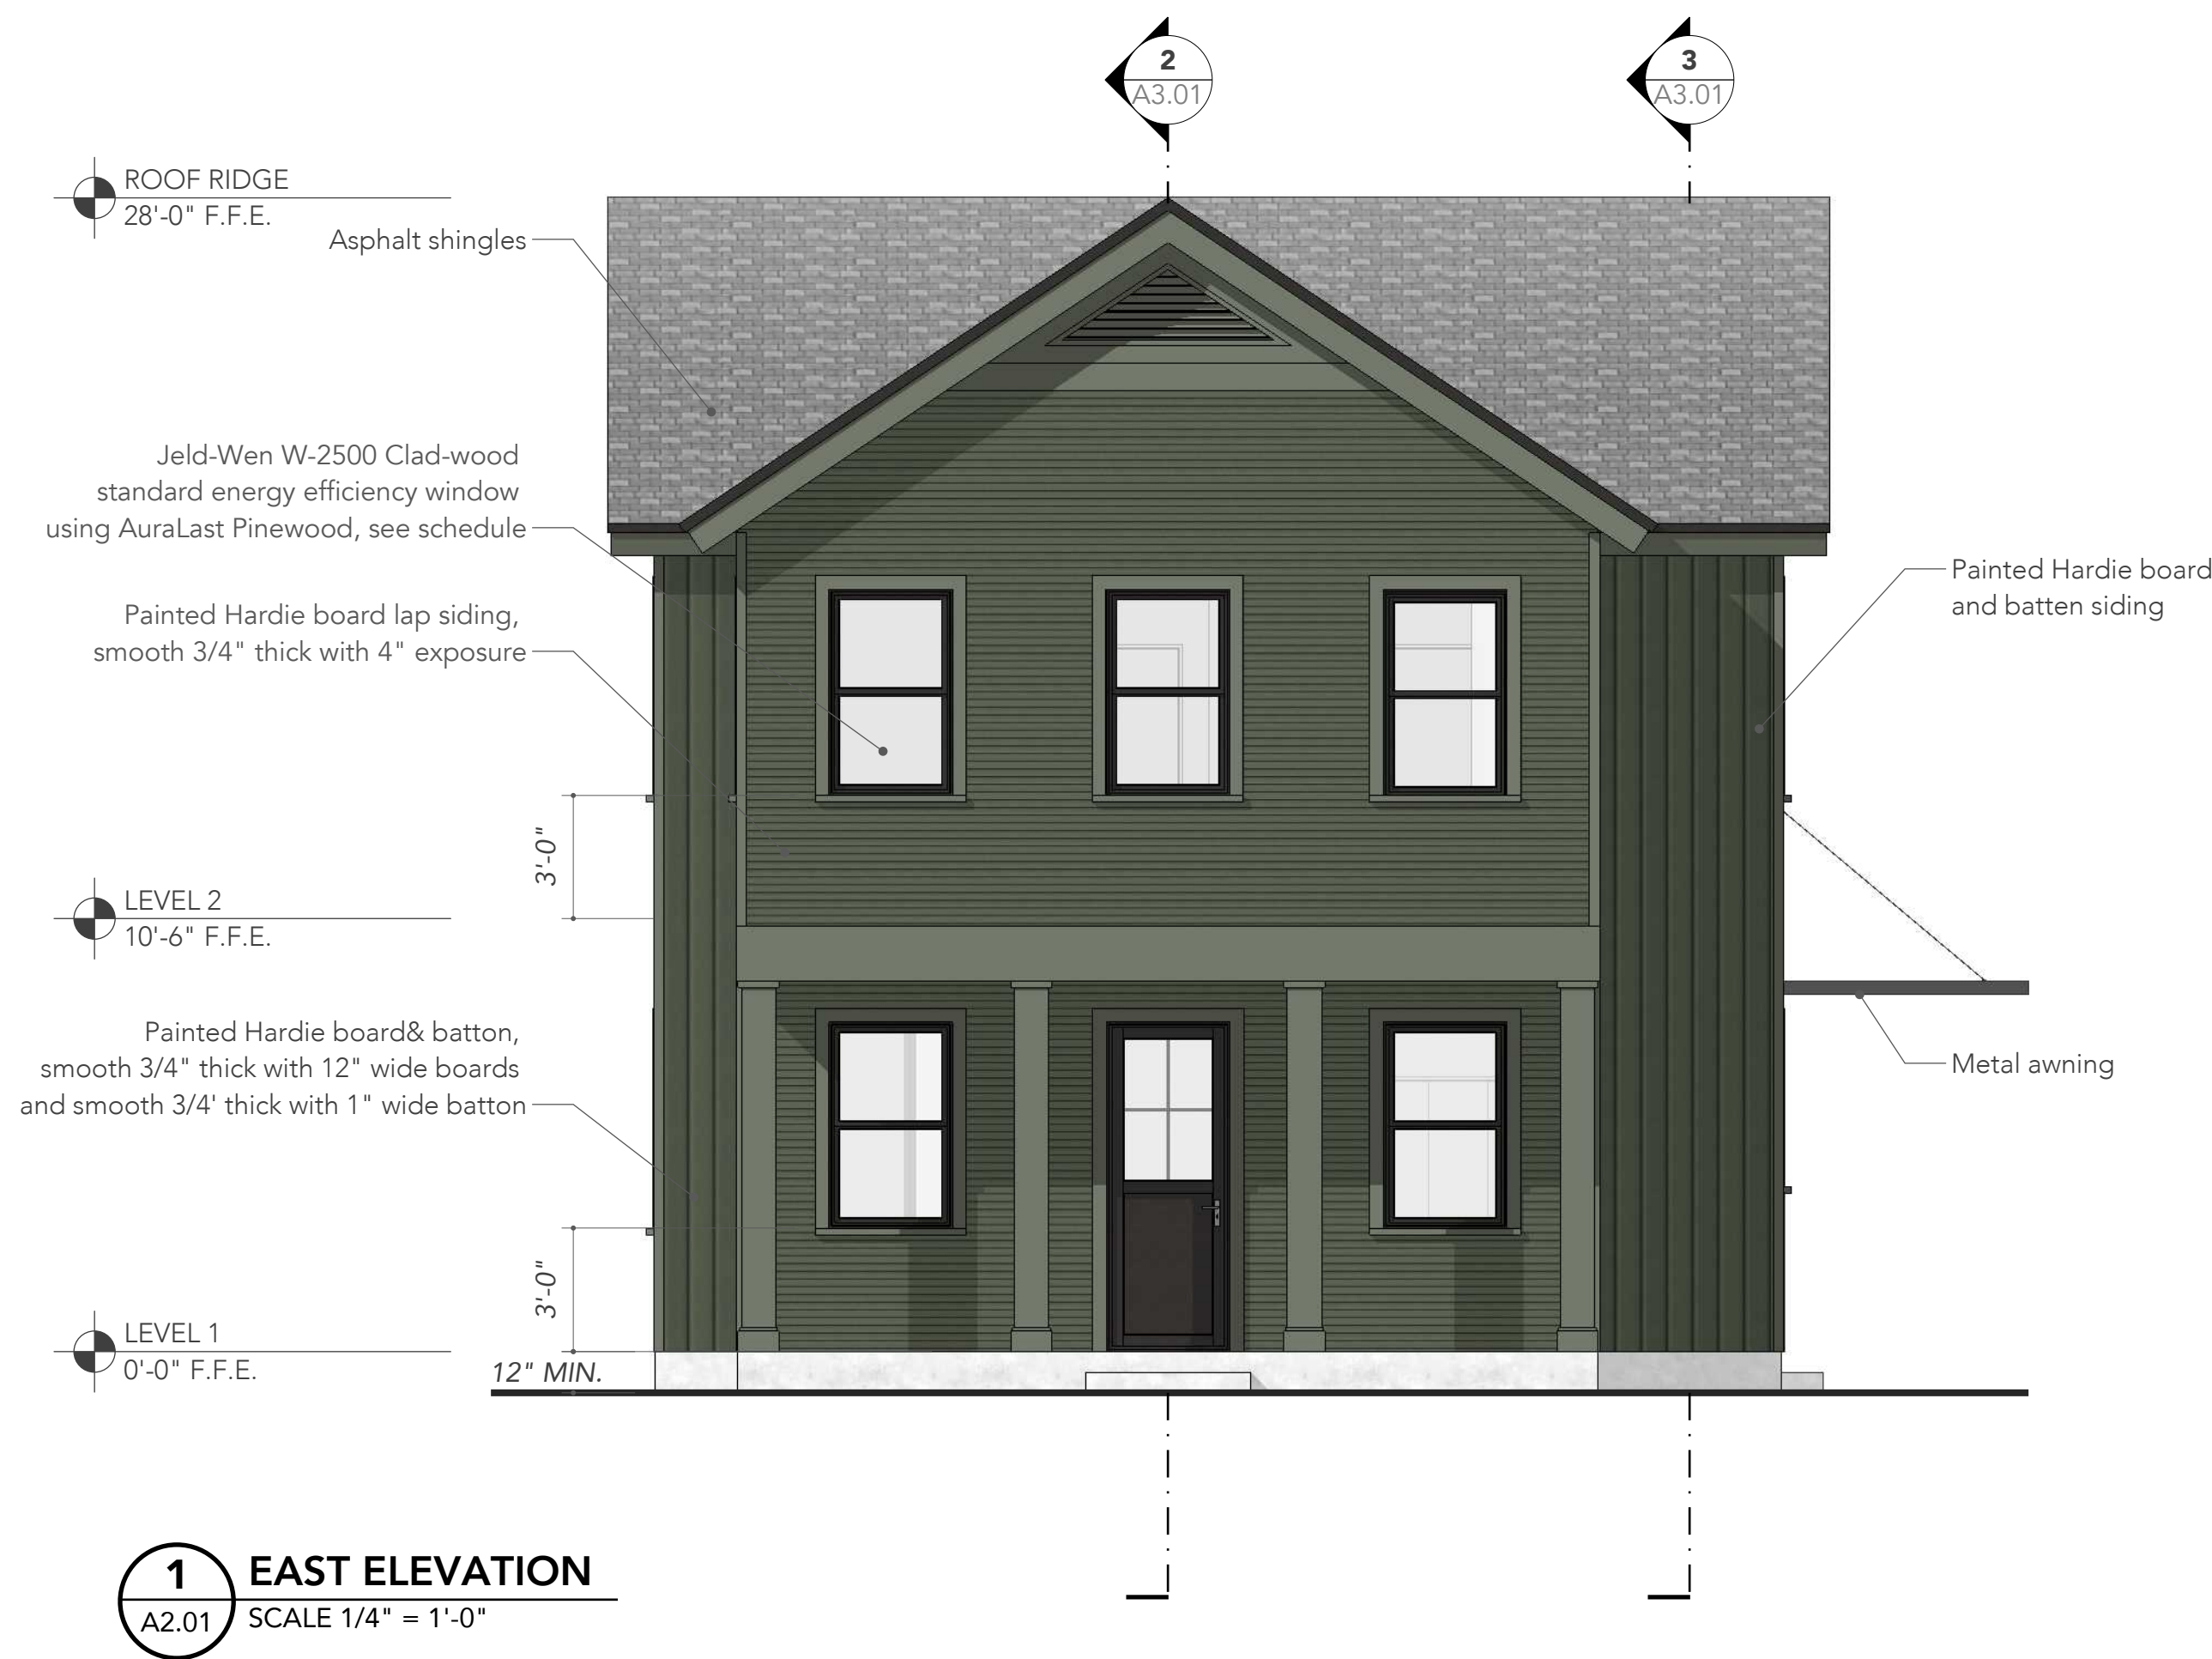 2
A3.01
3
A3.01
ROOF RIDGE
28'-0" F.F.E.
Asphalt shingles
Jeld-Wen W-2500 Clad-wood
standard energy efficiency window
using AuraLast Pinewood, see schedule
Painted Hardie board
and batten siding
Painted Hardie board lap siding,
smooth 3/4" thick with 4" exposure
3'-0"
LEVEL 2
10'-6" F.F.E.
Painted Hardie board& batton,
smooth 3/4" thick with 12" wide boards
and smooth 3/4' thick with 1" wide batton
Metal awning
3'-0"
LEVEL 1
0'-0" F.F.E.
12" MIN.
1
A2.01
EAST ELEVATION
SCALE 1/4" = 1'-0"